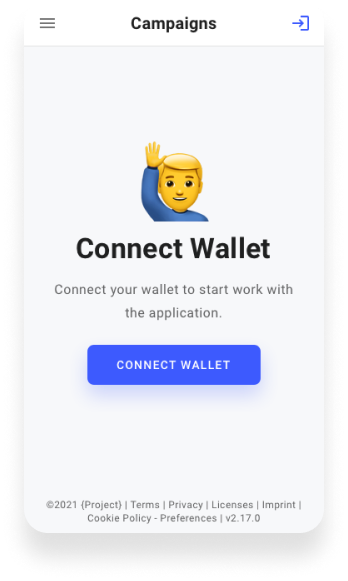 Campaigns
Connect Wallet
Connect your wallet to start work with
the application.
CONNECT WALLET
©2021 {Project} | Terms | Privacy | Licenses | Imprint |
Cookie Policy - Preferences | v2.17.0